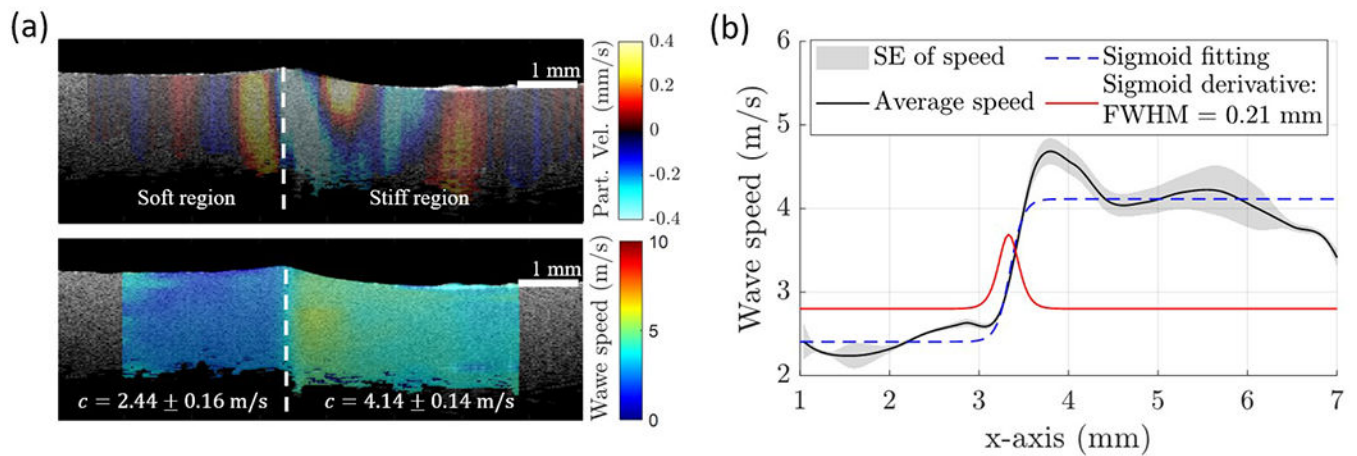 (a)
1 mm
Soft region
Stiff region
0.4
0.2
0
-0.2
-0.4
Part. Vel. (mm/s)
1 mm
c = 2.44 ± 0.16 m/s
c = 4.14 ± 0.14 m/s
10
5
0
Wawe speed (m/s)
(b)
SE of speed
Average speed
Sigmoid fitting
Sigmoid derivative:
FWHM = 0.21 mm
6
5
4
3
2
Wave speed (m/s)
1 2 3 4 5 6 7
x-axis (mm)